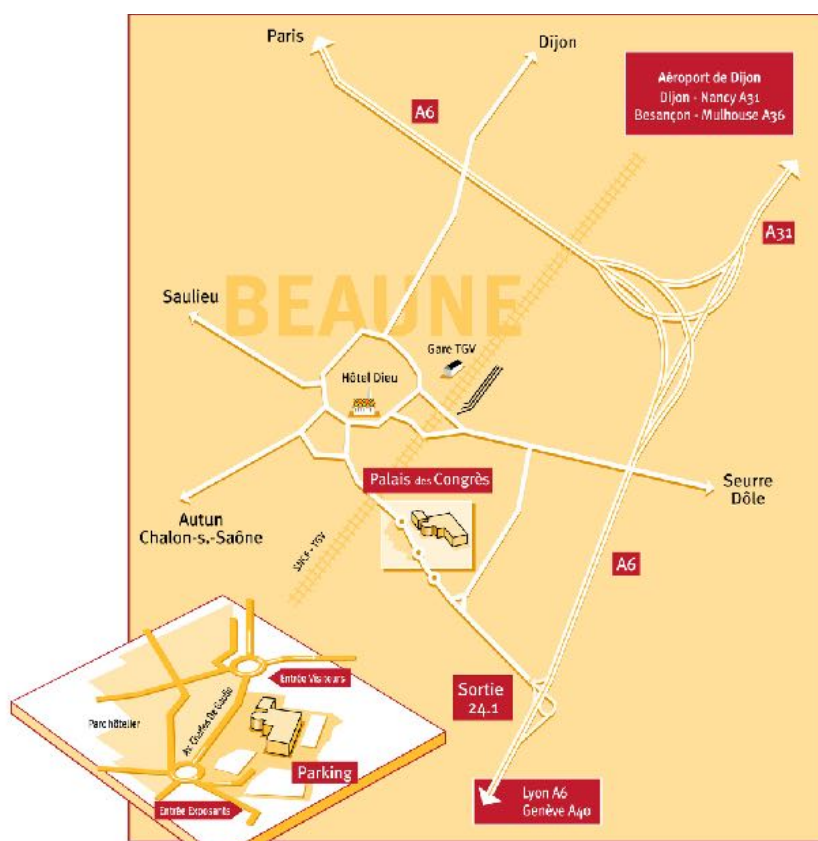 Paris
Dijon
Aéroport de Dijon
Dijon - Nancy A31
Besançon - Mulhouse A36
A6
A31
BEAUNE
Saulieu
Gare TGV
Hôtel Dieu
Palais des Congrès
Seurre
Dôle
Autun
Chalon-s.-Saône
SNCF - TGV
A6
Sortie
24.1
Entrée Visiteurs
Parc hôtelier
Av. Charles De Gaulle
Parking
Entrée Exposants
Lyon A6
Genève A40